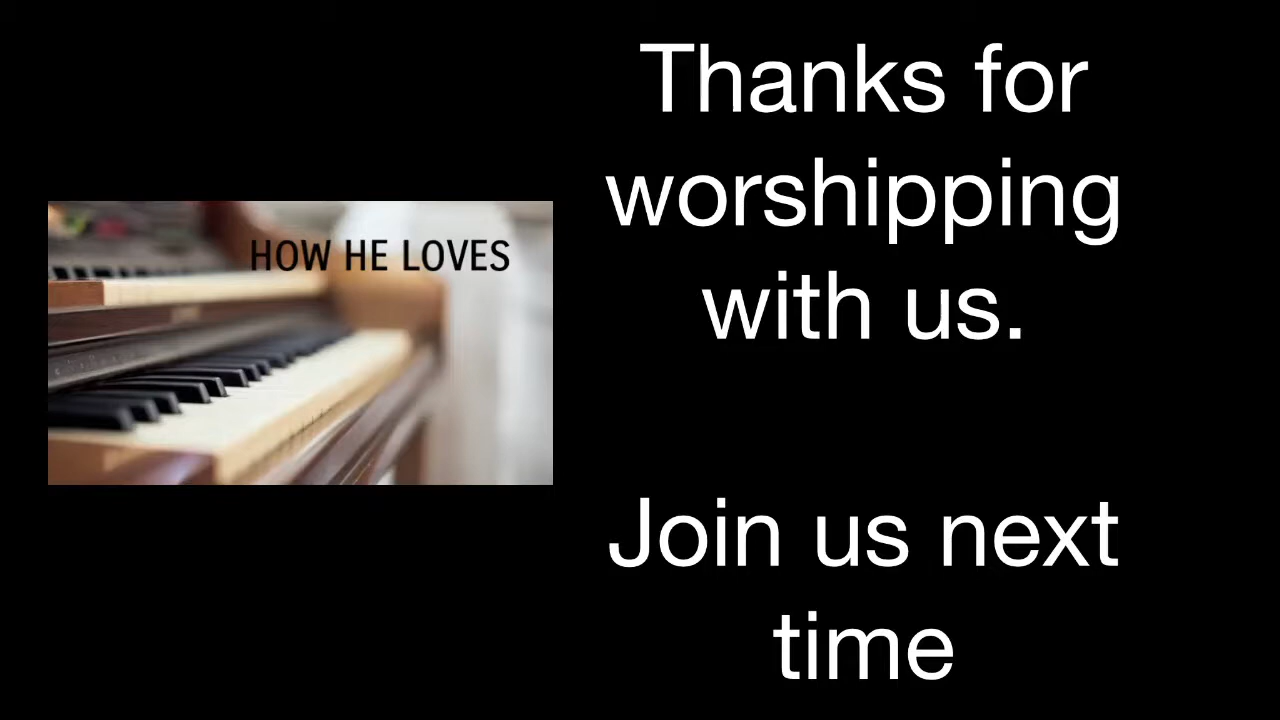 HOW HE LOVES
Thanks for
worshipping
with us.
Join us next
time